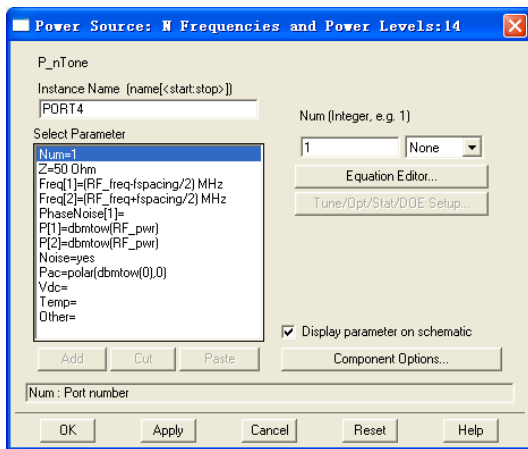 Power Source: N Frequencies and Power Levels:14
P_nTone
Instance Name (name[<start:stop>])
PORT4
Select Parameter
Num=1
Z=50 Ohm
Freq[1]=(RF_freq-fspacing/2) MHz
Freq[2]=(RF_freq+fspacing/2) MHz
PhaseNoise[1]=
P[1]=dbmtow(RF_pwr)
P[2]=dbmtow(RF_pwr)
Noise=yes
Pac=polar(dbmtow(0),0)
Vdc=
Temp=
Other=
Add Cut Paste
Num (Integer, e.g. 1)
1 None
Equation Editor...
Tune/Opt/Stat/DOE Setup...
Display parameter on schematic
Component Options...
Num : Port number
OK Apply Cancel Reset Help